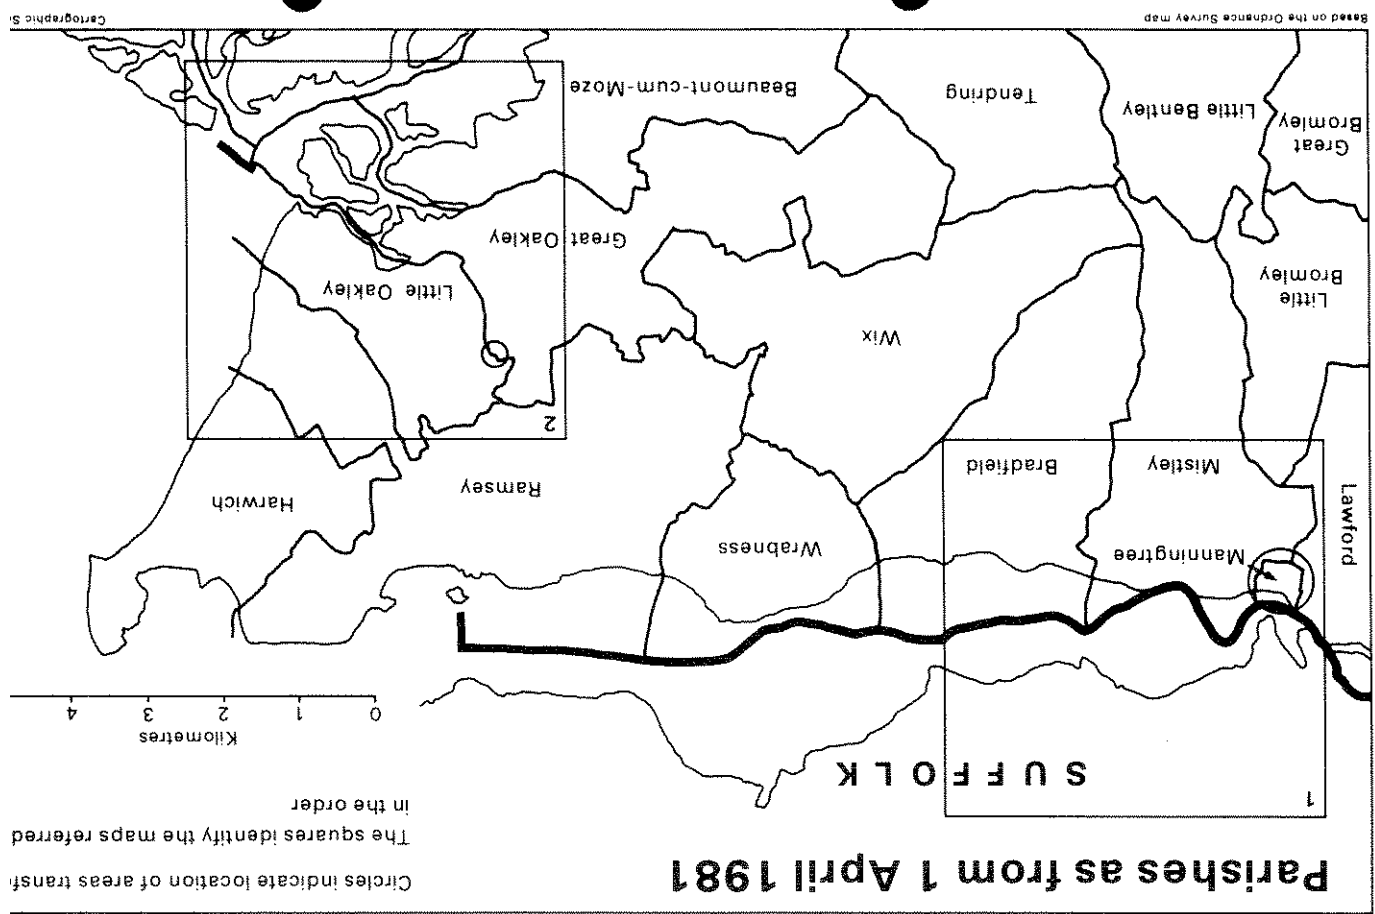 Parishes as from 1 April 1981
Circles indicate location of areas transf
The squares identify the maps referred
in the order
1
SUFFOLK
Kilometres
0 1 2 3 4
Lawford
Manningtree
Mistley
Bradfield
Wrabness
Ramsey
Harwich
2
Little
Bromley
Wix
Great Oakley
Little Oakley
Great
Bromley
Little Bentley
Tendring
Beaumont-cum-Moze
Based on the Ordnance Survey map
Cartographic S